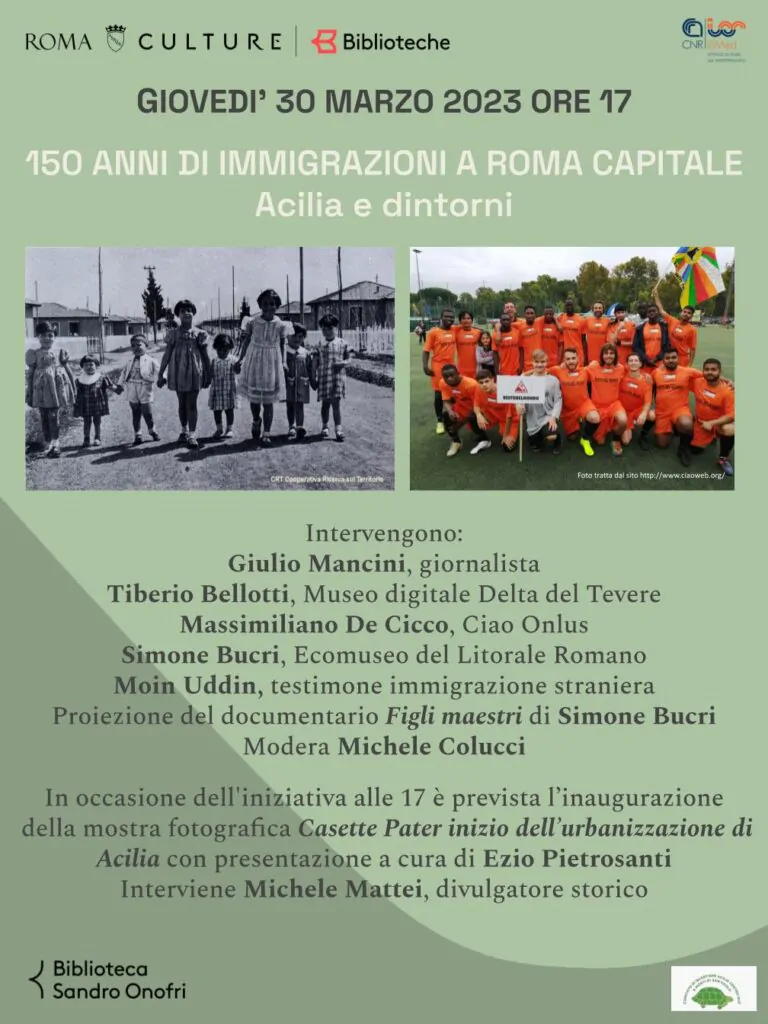 ROMA CULTURE Biblioteche
CNR
GIOVEDI' 30 MARZO 2023 ORE 17
150 ANNI DI IMMIGRAZIONI A ROMA CAPITALE
Acilia e dintorni
CRT Cooperativa Ricerca sul Territorio
Foto tratta dal sito http://www.ciaoweb.org/
Intervengono:
Giulio Mancini, giornalista
Tiberio Bellotti, Museo digitale Delta del Tevere
Massimiliano De Cicco, Ciao Onlus
Simone Bucri, Ecomuseo del Litorale Romano
Moin Uddin, testimone immigrazione straniera
Proiezione del documentario Figli maestri di Simone Bucri
Modera Michele Colucci
In occasione dell'iniziativa alle 17 è prevista l’inaugurazione
della mostra fotografica Casette Pater inizio dell’urbanizzazione di
Acilia con presentazione a cura di Ezio Pietrosanti
Interviene Michele Mattei, divulgatore storico
Biblioteca
Sandro Onofri